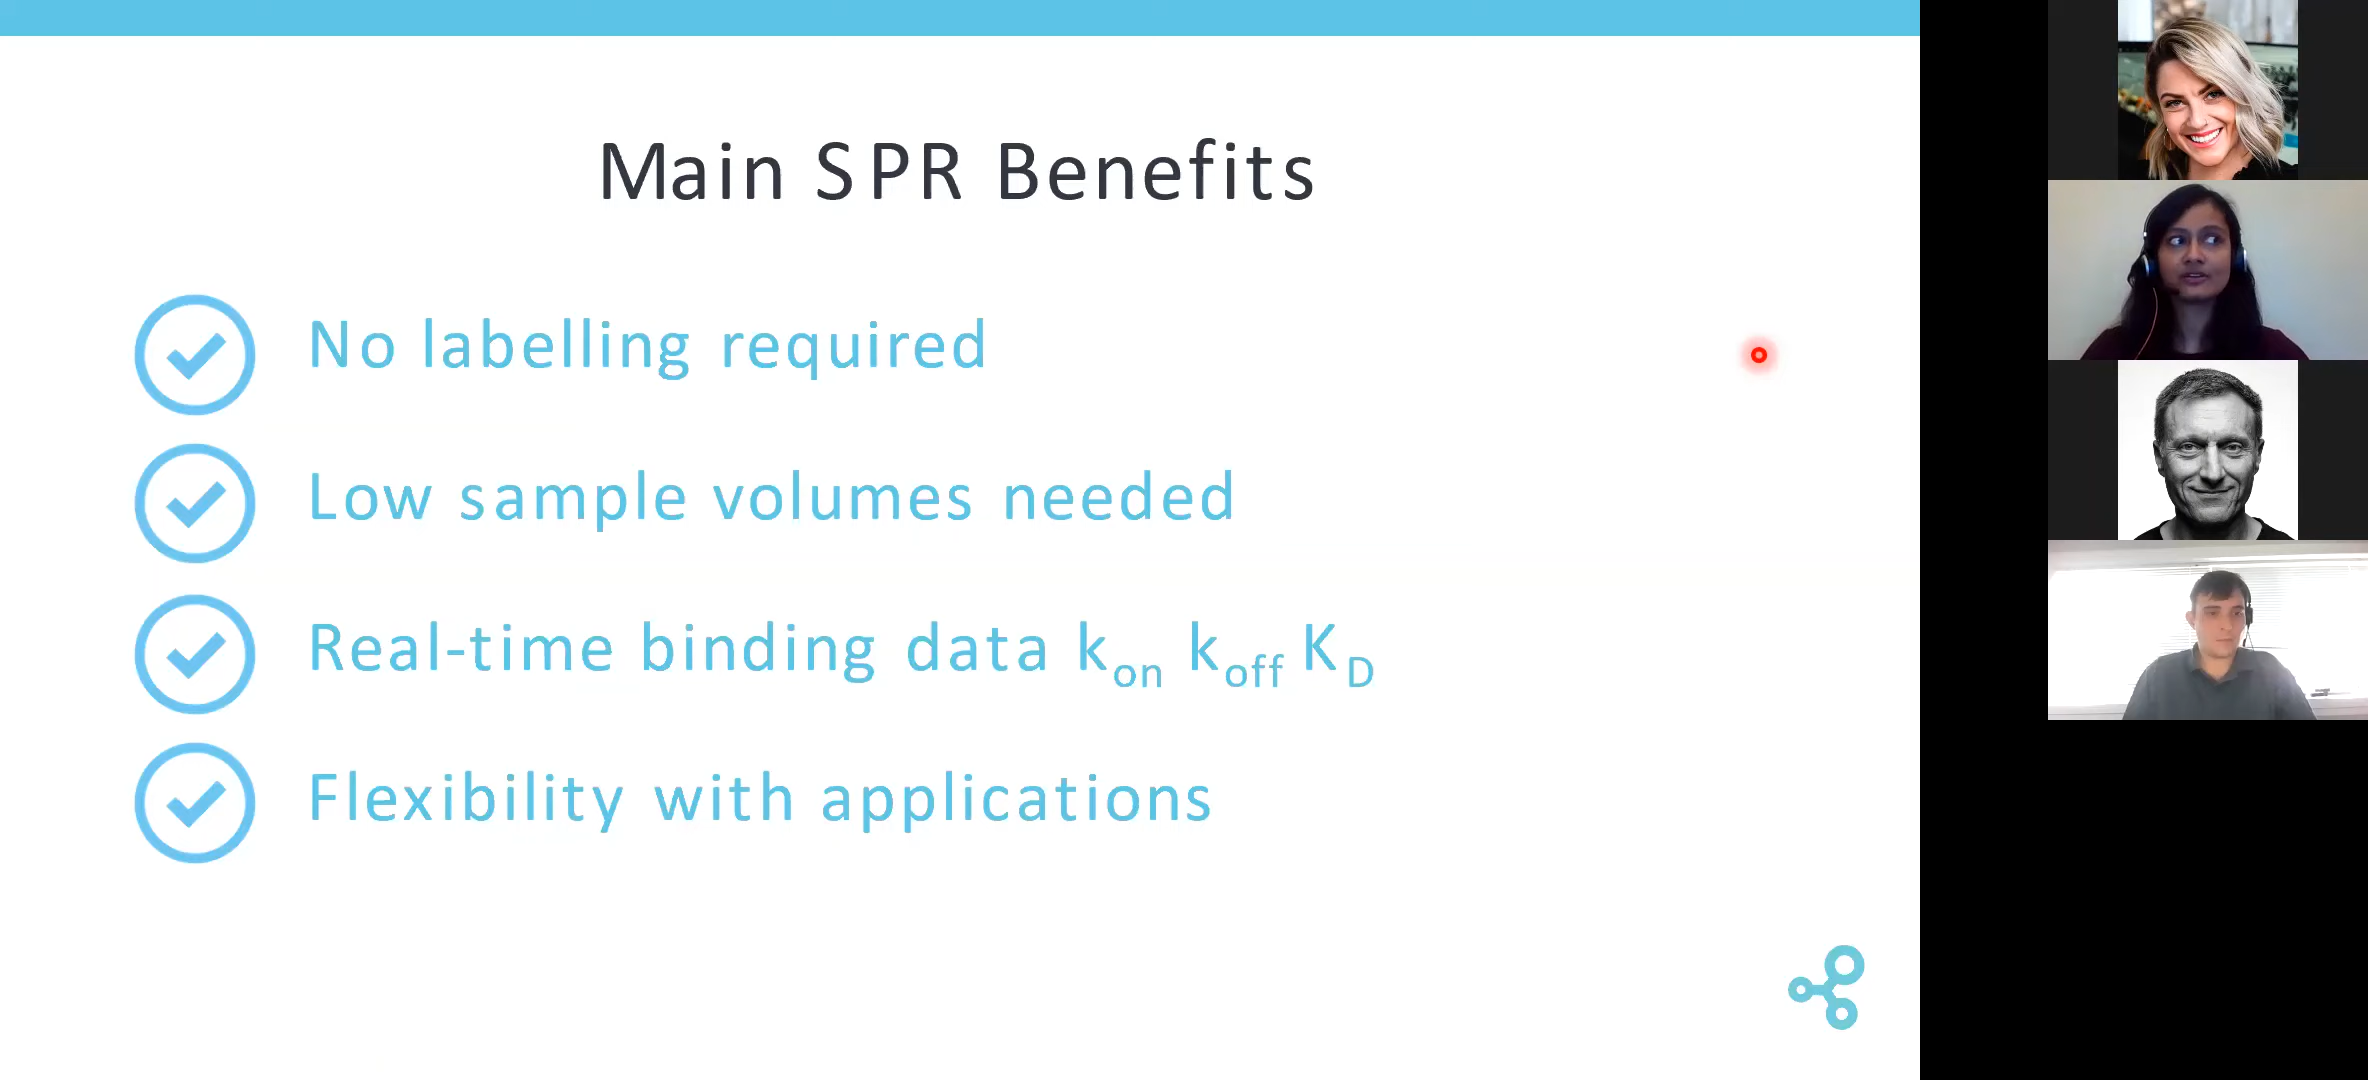 Main SPR Benefits
No labelling required
Low sample volumes needed
Real-time binding data kon koff KD
Flexibility with applications